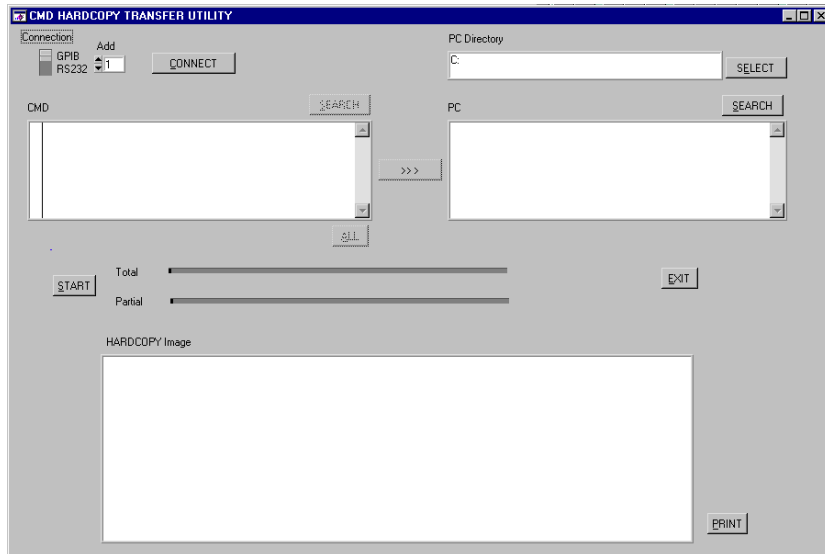 CMD HARDCOPY TRANSFER UTILITY
Connection
GPIB
RS232
Add
1
CONNECT
PC Directory
C:
SELECT
CMD
SEARCH
PC
SEARCH
>>>
ALL
START
Total
Partial
EXIT
HARDCOPY Image
PRINT